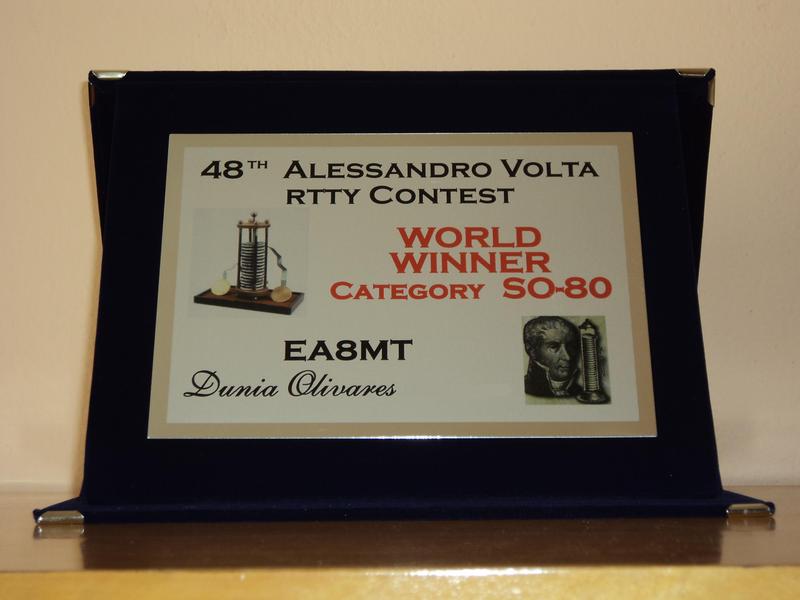 48TH ALESSANDRO VOLTA
RTTY CONTEST
WORLD
WINNER
CATEGORY SO-80
EA8MT
Dunia Olivares